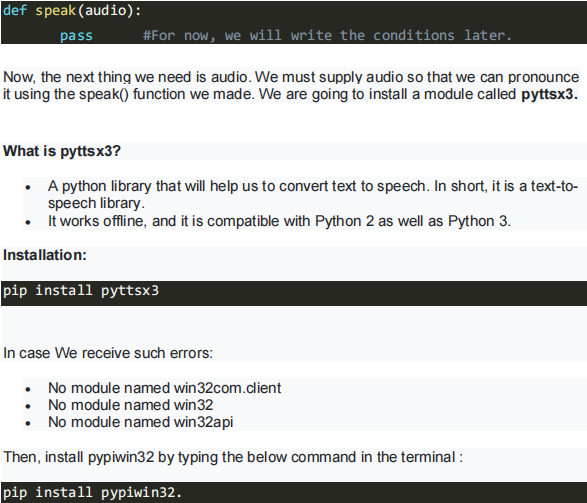 def speak(audio):
pass #For now, we will write the conditions later.
Now, the next thing we need is audio. We must supply audio so that we can pronounce
it using the speak() function we made. We are going to install a module called pyttsx3.
What is pyttsx3?
• A python library that will help us to convert text to speech. In short, it is a text-to-
speech library.
• It works offline, and it is compatible with Python 2 as well as Python 3.
Installation:
pip install pyttsx3
In case We receive such errors:
• No module named win32com.client
• No module named win32
• No module named win32api
Then, install pypiwin32 by typing the below command in the terminal :
pip install pypiwin32.